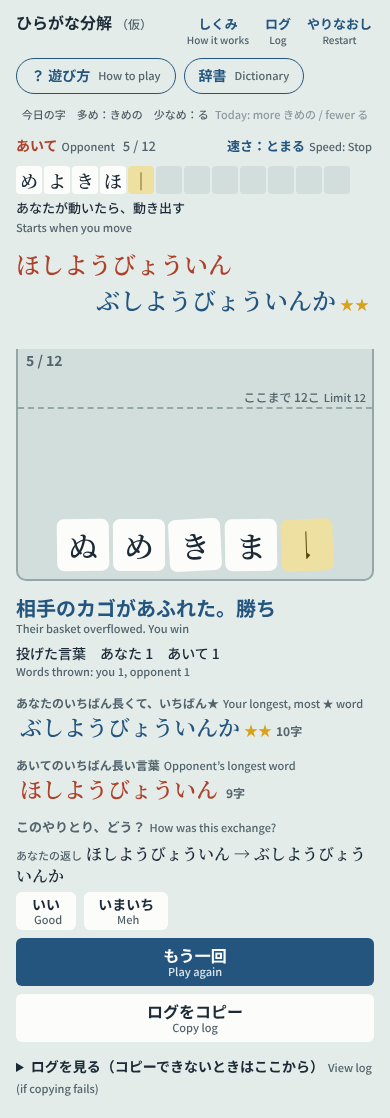 ひらがな分解 （仮）
しくみ How it works
ログ Log
やりなおし Restart
？ 遊び方 How to play
辞書 Dictionary
今日の字 多め：きめの 少なめ：る Today: more きめの / fewer る
あいて Opponent 5 / 12
速さ：とまる Speed: Stop
め よ き ほ 丨
あなたが動いたら、動き出す
Starts when you move
ほしようびょういん
ぶしようびょういんか ★★
5 / 12
ここまで 12こ Limit 12
ぬ め き ま
相手のカゴがあふれた。勝ち
Their basket overflowed. You win
投げた言葉 あなた 1 あいて 1
Words thrown: you 1, opponent 1
あなたのいちばん長くて、いちばん★ Your longest, most ★ word
ぶしようびょういんか ★★ 10字
あいてのいちばん長い言葉 Opponent’s longest word
ほしようびょういん 9字
このやりとり、どう？ How was this exchange?
あなたの返し ほしようびょういん → ぶしようびょう
いんか
いい Good
いまいち Meh
もう一回
Play again
ログをコピー
Copy log
▶ ログを見る（コピーできないときはここから） View log
(if copying fails)